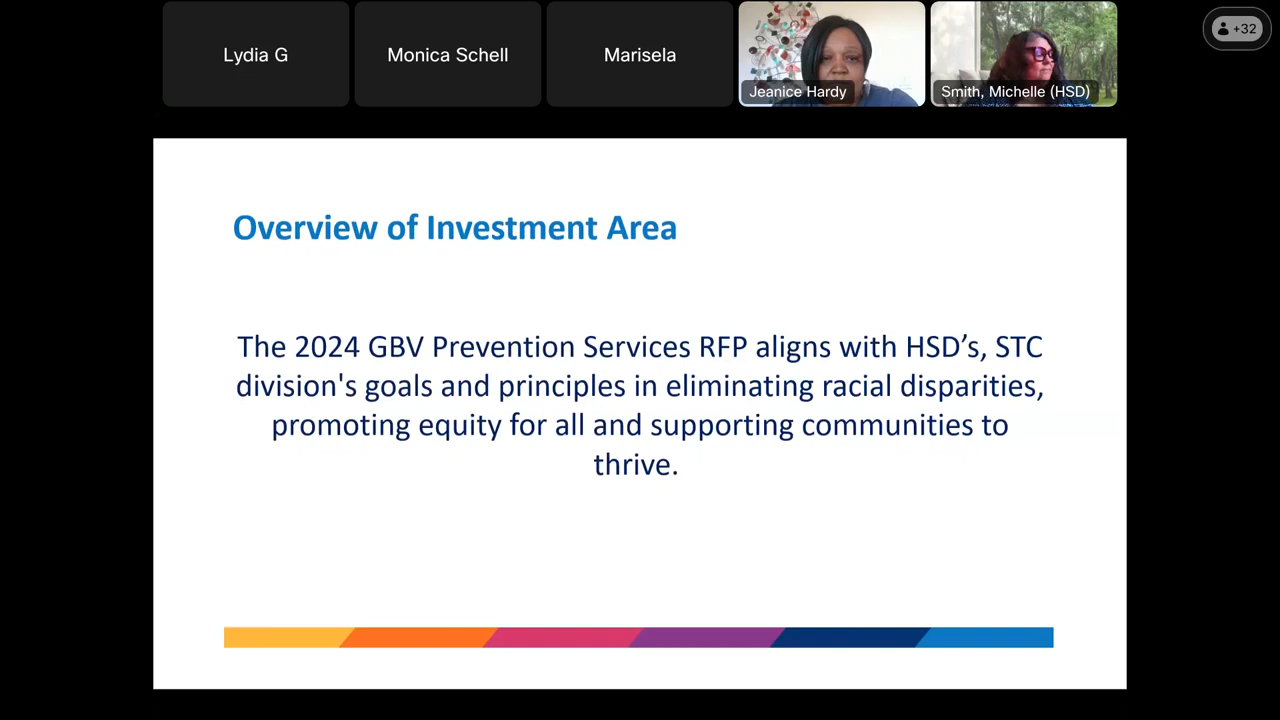 Lydia G
Monica Schell
Marisela
Jeanice Hardy
Smith, Michelle (HSD)
+32
Overview of Investment Area
The 2024 GBV Prevention Services RFP aligns with HSD’s, STC
division's goals and principles in eliminating racial disparities,
promoting equity for all and supporting communities to
thrive.